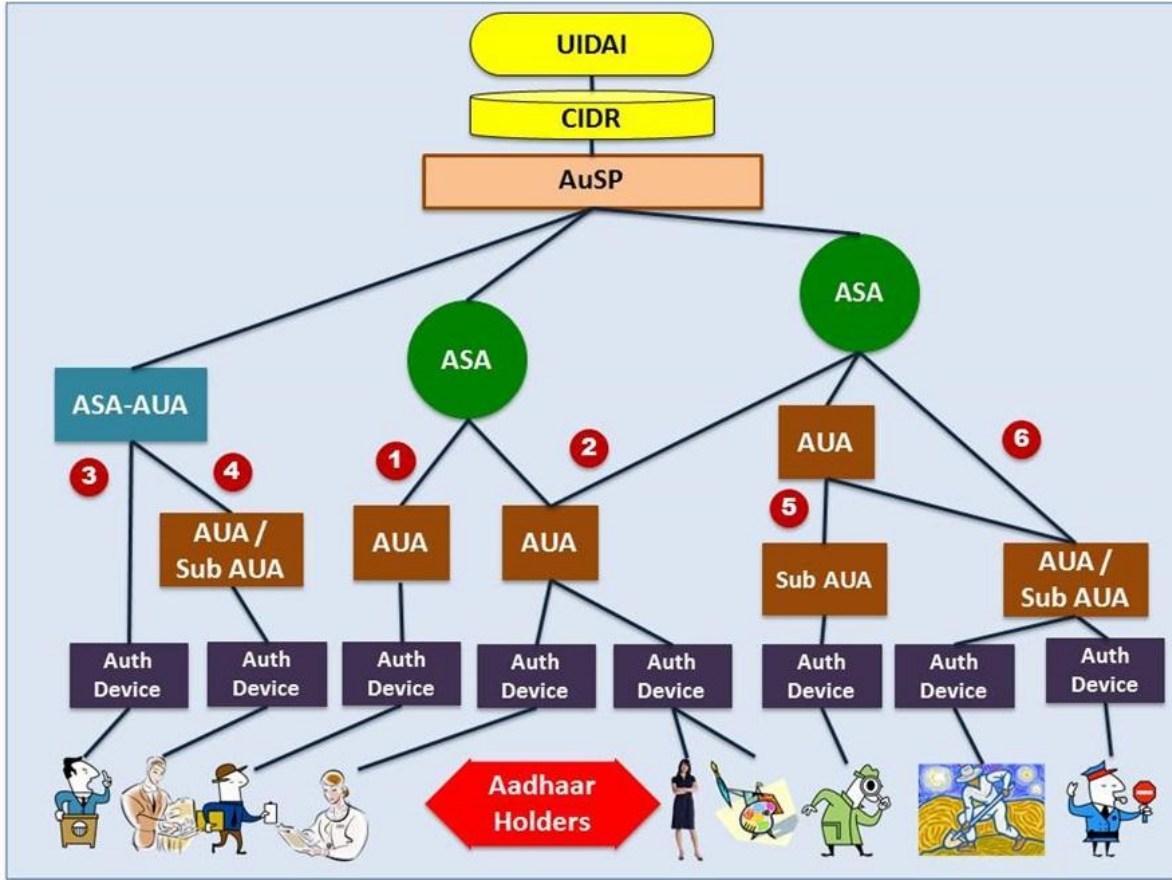 UIDAI
CIDR
AuSP
ASA
ASA
ASA-AUA
AUA
6
1
2
3
4
5
AUA /
Sub AUA
AUA
AUA
Sub AUA
AUA /
Sub AUA
Auth
Device
Auth
Device
Auth
Device
Auth
Device
Auth
Device
Auth
Device
Auth
Device
Auth
Device
Aadhaar
Holders